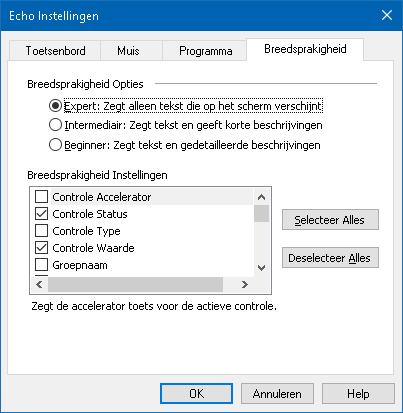 Echo Instellingen
Toetsenbord Muis Programma Breedsprakigheid
Breedsprakigheid Opties
Expert: Zegt alleen tekst die op het scherm verschijnt
Intermediair: Zegt tekst en geeft korte beschrijvingen
Beginner: Zegt tekst en gedetailleerde beschrijvingen
Breedsprakigheid Instellingen
Controle Accelerator
Controle Status
Controle Type
Controle Waarde
Groepnaam
Selecteer Alles
Deselecteer Alles
Zegt de accelerator toets voor de actieve controle.
OK Annuleren Help